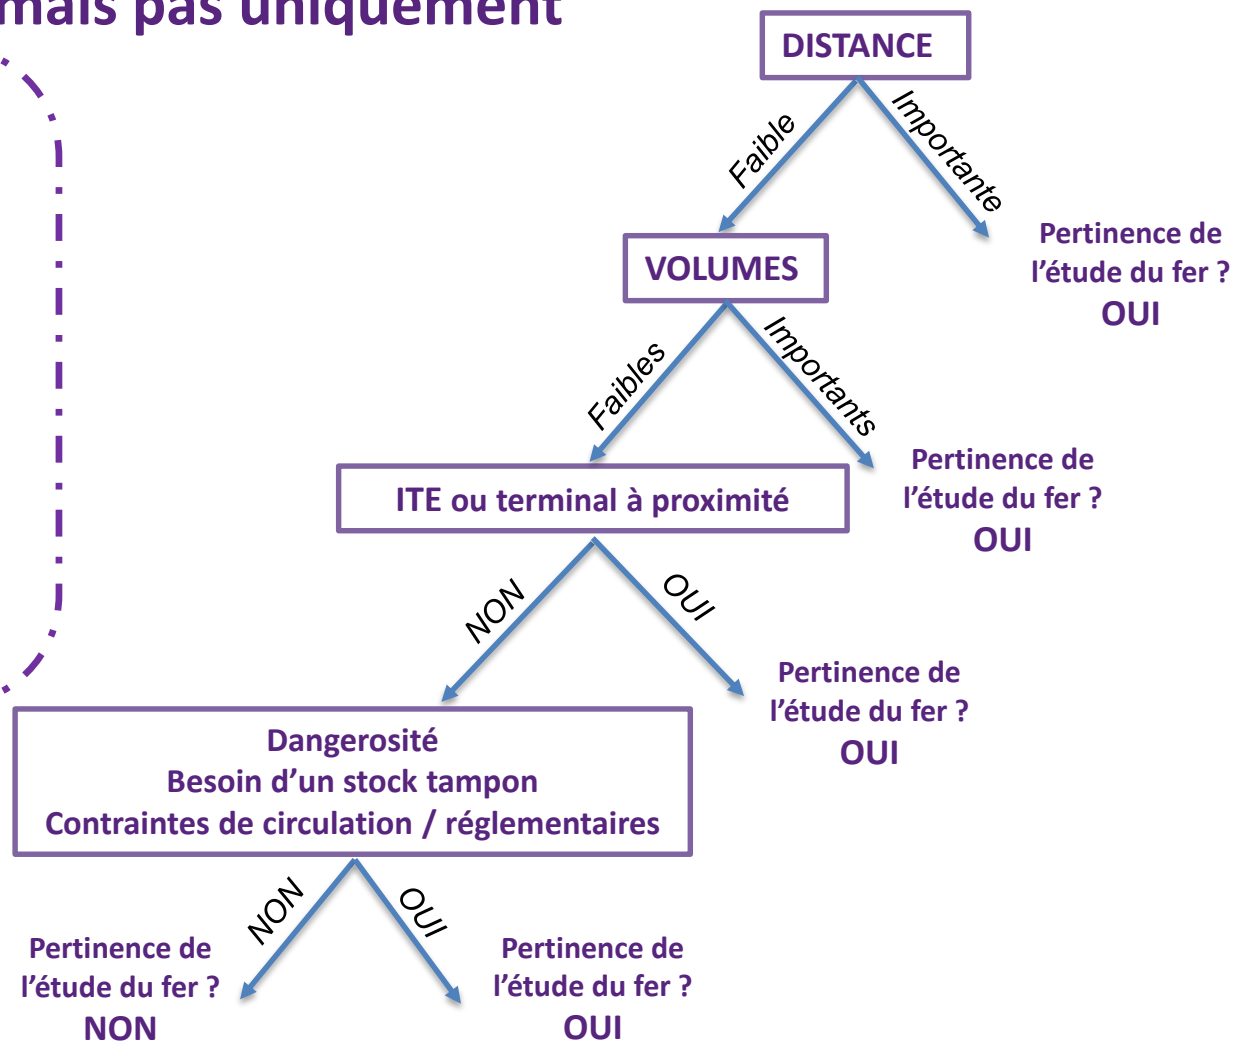 mais pas uniquement
DISTANCE
Faible
Importante
Pertinence de
l'étude du fer ?
OUI
VOLUMES
Faibles
Importants
Pertinence de
l'étude du fer ?
OUI
ITE ou terminal à proximité
NON
OUI
Pertinence de
l'étude du fer ?
OUI
Dangerosité
Besoin d'un stock tampon
Contraintes de circulation / réglementaires
NON
OUI
Pertinence de
l'étude du fer ?
NON
Pertinence de
l'étude du fer ?
OUI